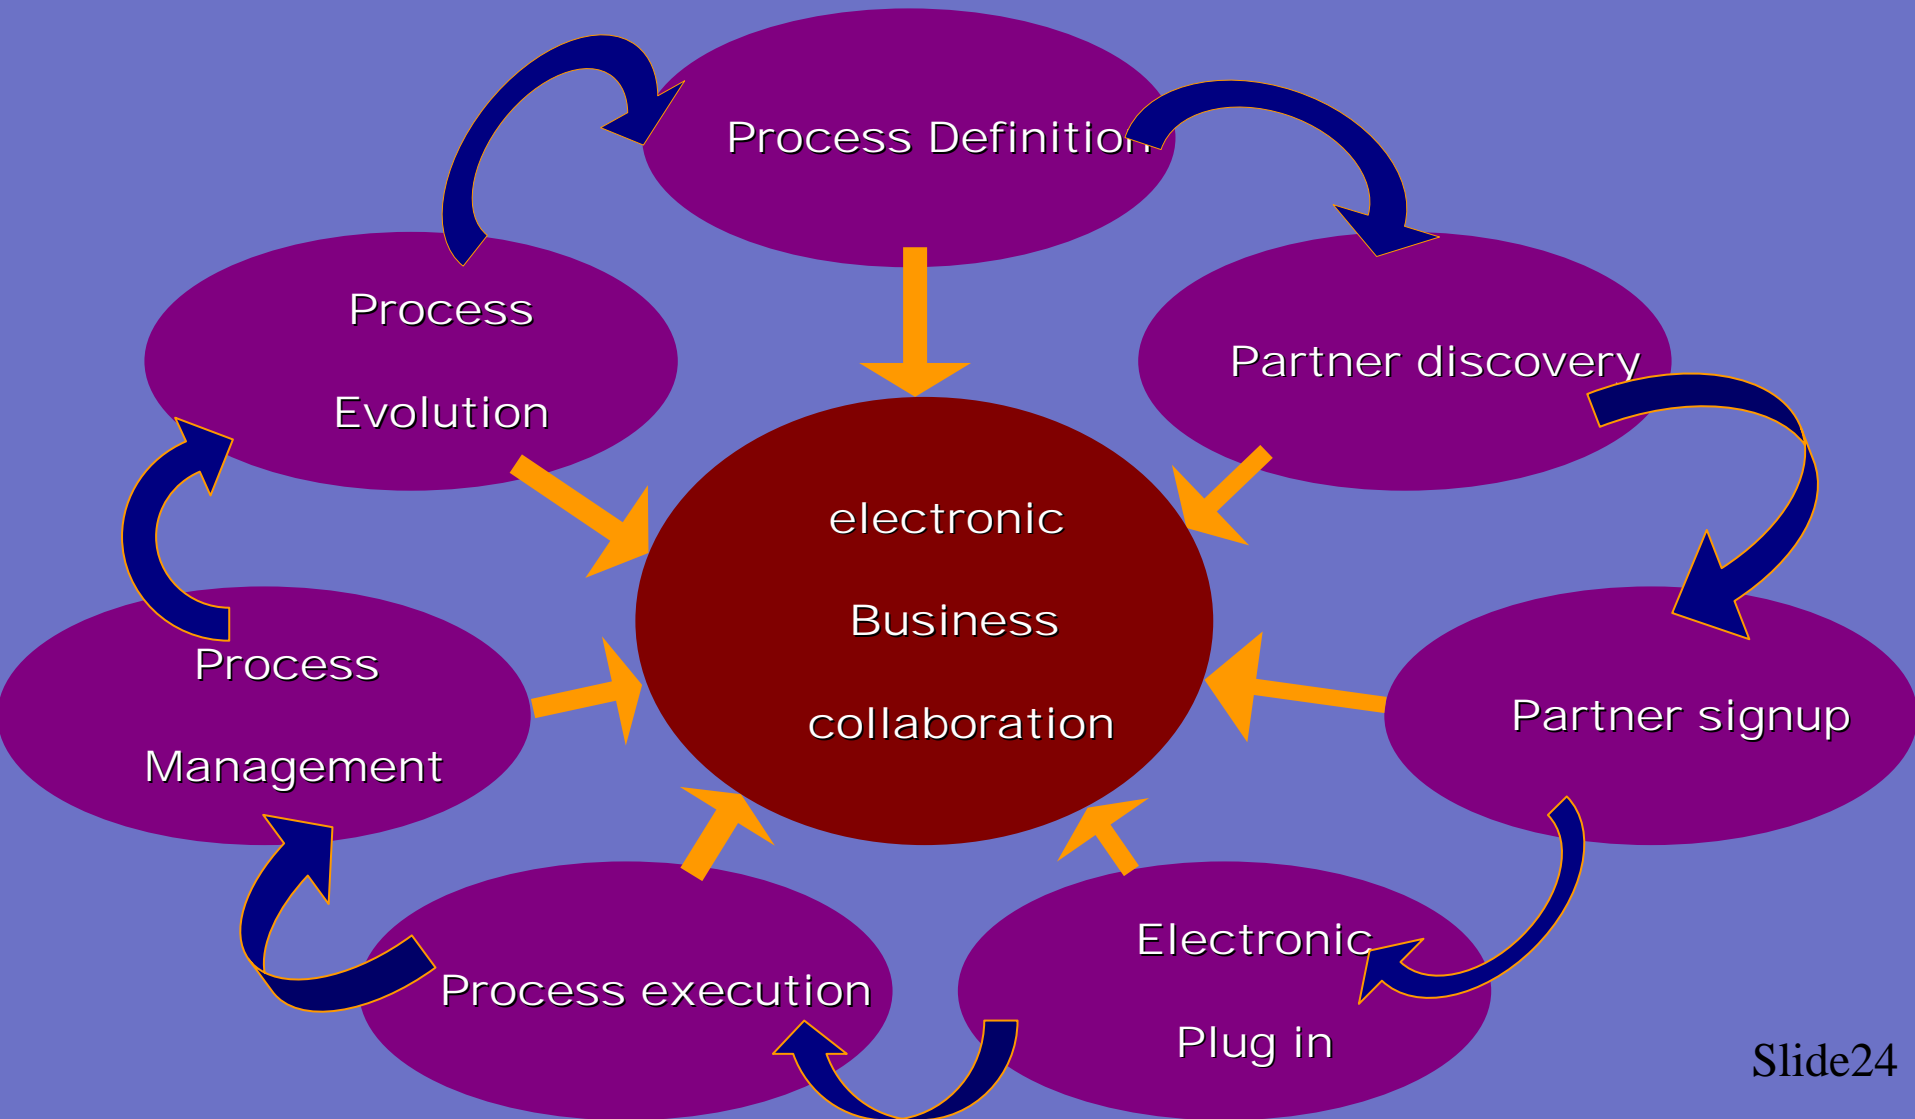 Process Definition
Process
Evolution
Partner discovery
electronic
Business
collaboration
Process
Management
Partner signup
Process execution
Electronic
Plug in
Slide24